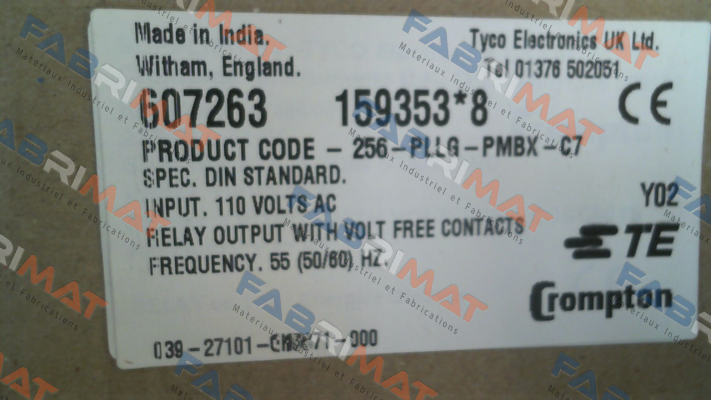 Made in India. Tyco Electronics UK Ltd.
Witham, England. Tel 01376 502051
607263 159353*8 CE
PRODUCT CODE - 256-PLLG-PMBX-C7
SPEC. DIN STANDARD.
INPUT. 110 VOLTS AC Y02
RELAY OUTPUT WITH VOLT FREE CONTACTS
FREQUENCY. 55 (50/60) HZ.
TE
Crompton
FABRIMAT
Materiaux Industriel et Fabrications